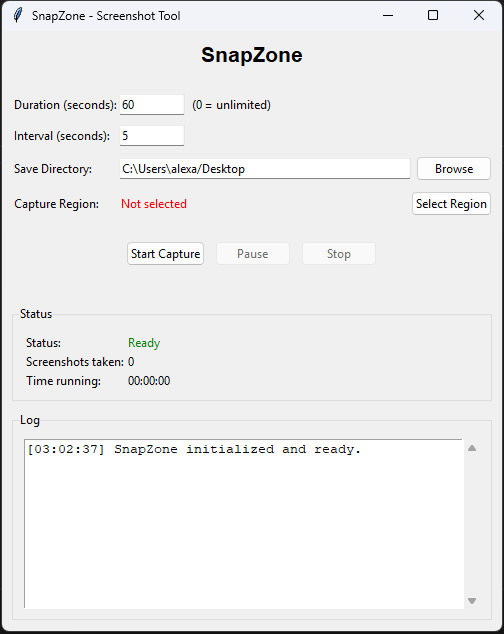 SnapZone - Screenshot Tool
SnapZone
Duration (seconds): 60 (0 = unlimited)
Interval (seconds): 5
Save Directory: C:\Users\alexa/Desktop Browse
Capture Region: Not selected Select Region
Start Capture Pause Stop
Status
Status: Ready
Screenshots taken: 0
Time running: 00:00:00
Log
[03:02:37] SnapZone initialized and ready.